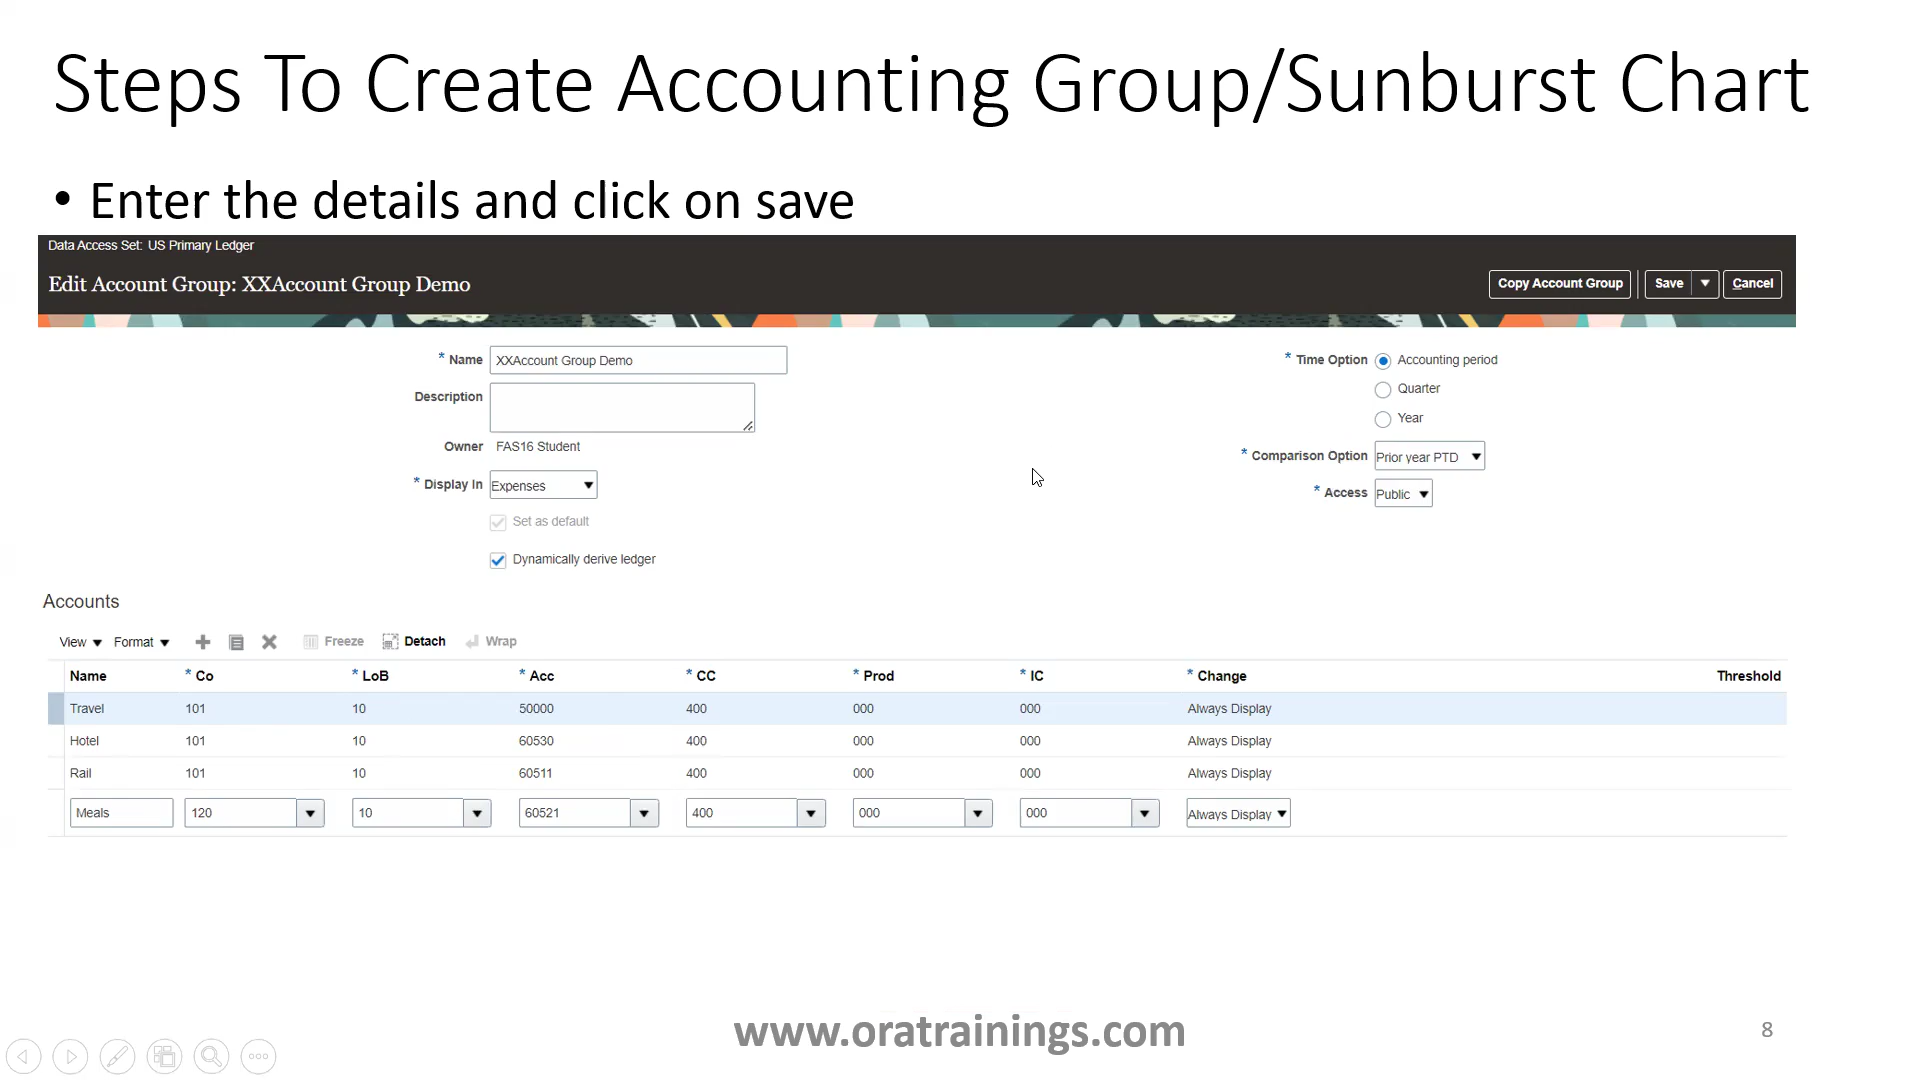 Steps To Create Accounting Group/Sunburst Chart
• Enter the details and click on save
Data Access Set: US Primary Ledger
Edit Account Group: XXAccount Group Demo
Copy Account Group Save Cancel
* Name XXAccount Group Demo
* Time Option Accounting period
Quarter
Year
Description
Owner FAS16 Student
* Comparison Option Prior year PTD
* Display In Expenses
* Access Public
Set as default
Dynamically derive ledger
Accounts
View Format Freeze Detach Wrap
Name * Co * LoB * Acc * CC * Prod * IC * Change Threshold
Travel 101 10 50000 400 000 000 Always Display
Hotel 101 10 60530 400 000 000 Always Display
Rail 101 10 60511 400 000 000 Always Display
Meals 120 10 60521 400 000 000 Always Display
www.oratrainings.com
8